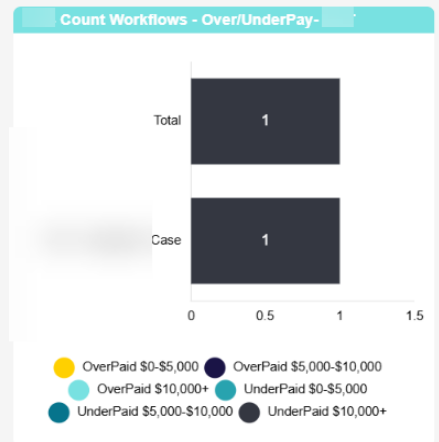 Count Workflows - Over/UnderPay-
Total
1
Case
1
0 0.5 1 1.5
OverPaid $0-$5,000 OverPaid $5,000-$10,000
OverPaid $10,000+ UnderPaid $0-$5,000
UnderPaid $5,000-$10,000 UnderPaid $10,000+